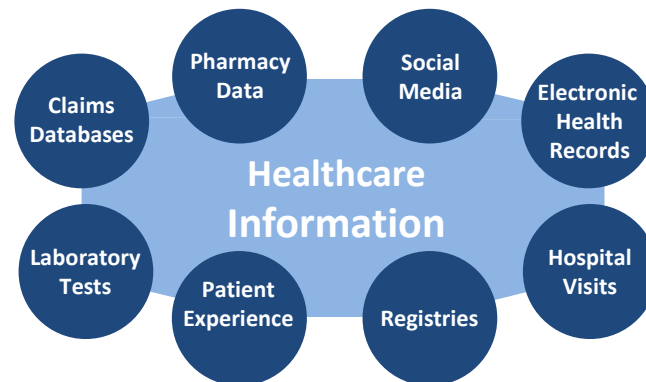 Pharmacy
Data
Social
Media
Claims
Databases
Electronic
Health
Records
Healthcare
Information
Laboratory
Tests
Patient
Experience
Registries
Hospital
Visits